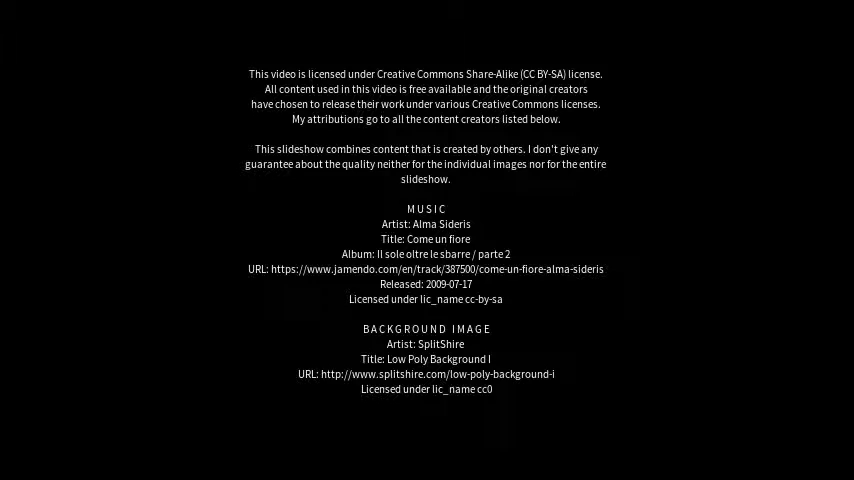 This video is licensed under Creative Commons Share-Alike (CC BY-SA) license.
All content used in this video is free available and the original creators
have chosen to release their work under various Creative Commons licenses.
My attributions go to all the content creators listed below.
This slideshow combines content that is created by others. I don't give any
guarantee about the quality neither for the individual images nor for the entire
slideshow.
MUSIC
Artist: Alma Sideris
Title: Come un fiore
Album: Il sole oltre le sbarre / parte 2
URL: https://www.jamendo.com/en/track/387500/come-un-fiore-alma-sideris
Released: 2009-07-17
Licensed under lic_name cc-by-sa
BACKGROUND IMAGE
Artist: SplitShire
Title: Low Poly Background I
URL: http://www.splitshire.com/low-poly-background-i
Licensed under lic_name cc0